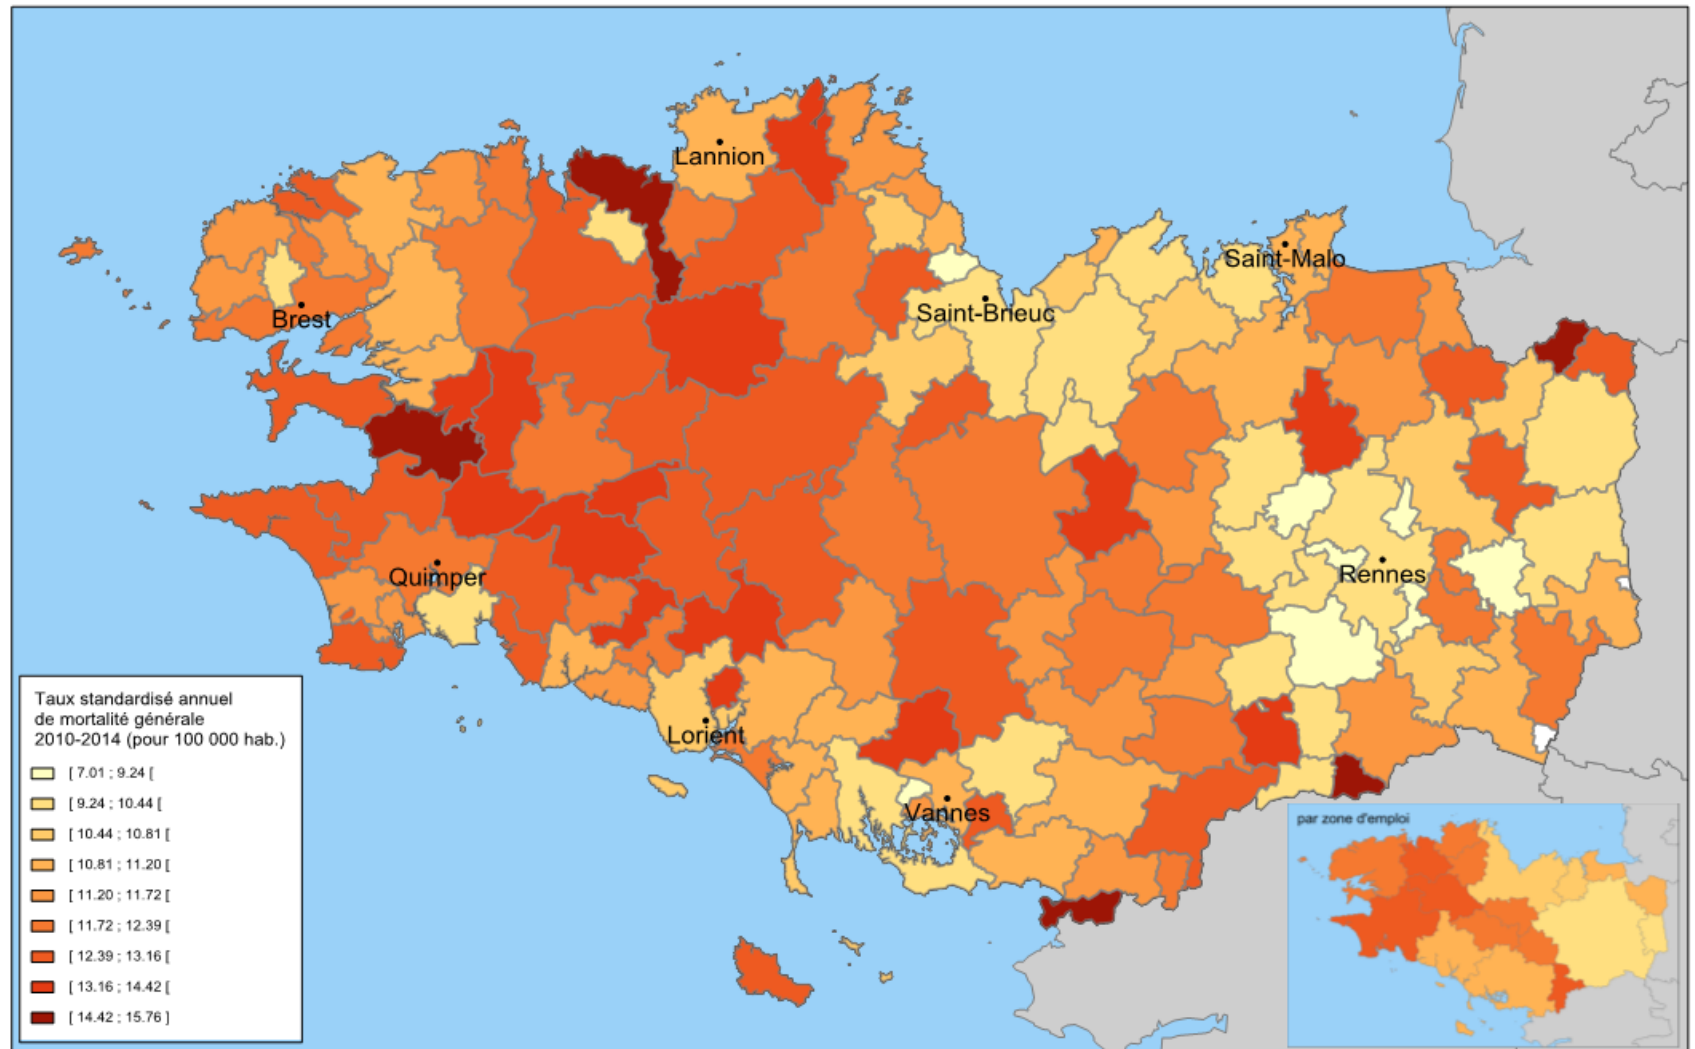 Lannion
Saint-Malo
Brest
Saint-Brieuc
Quimper
Rennes
Lorient
Vannes
Taux standardisé annuel
de mortalité générale
2010-2014 (pour 100 000 hab.)
[ 7.01 ; 9.24 [
[ 9.24 ; 10.44 [
[ 10.44 ; 10.81 [
[ 10.81 ; 11.20 [
[ 11.20 ; 11.72 [
[ 11.72 ; 12.39 [
[ 12.39 ; 13.16 [
[ 13.16 ; 14.42 [
[ 14.42 ; 15.76 ]
par zone d'emploi